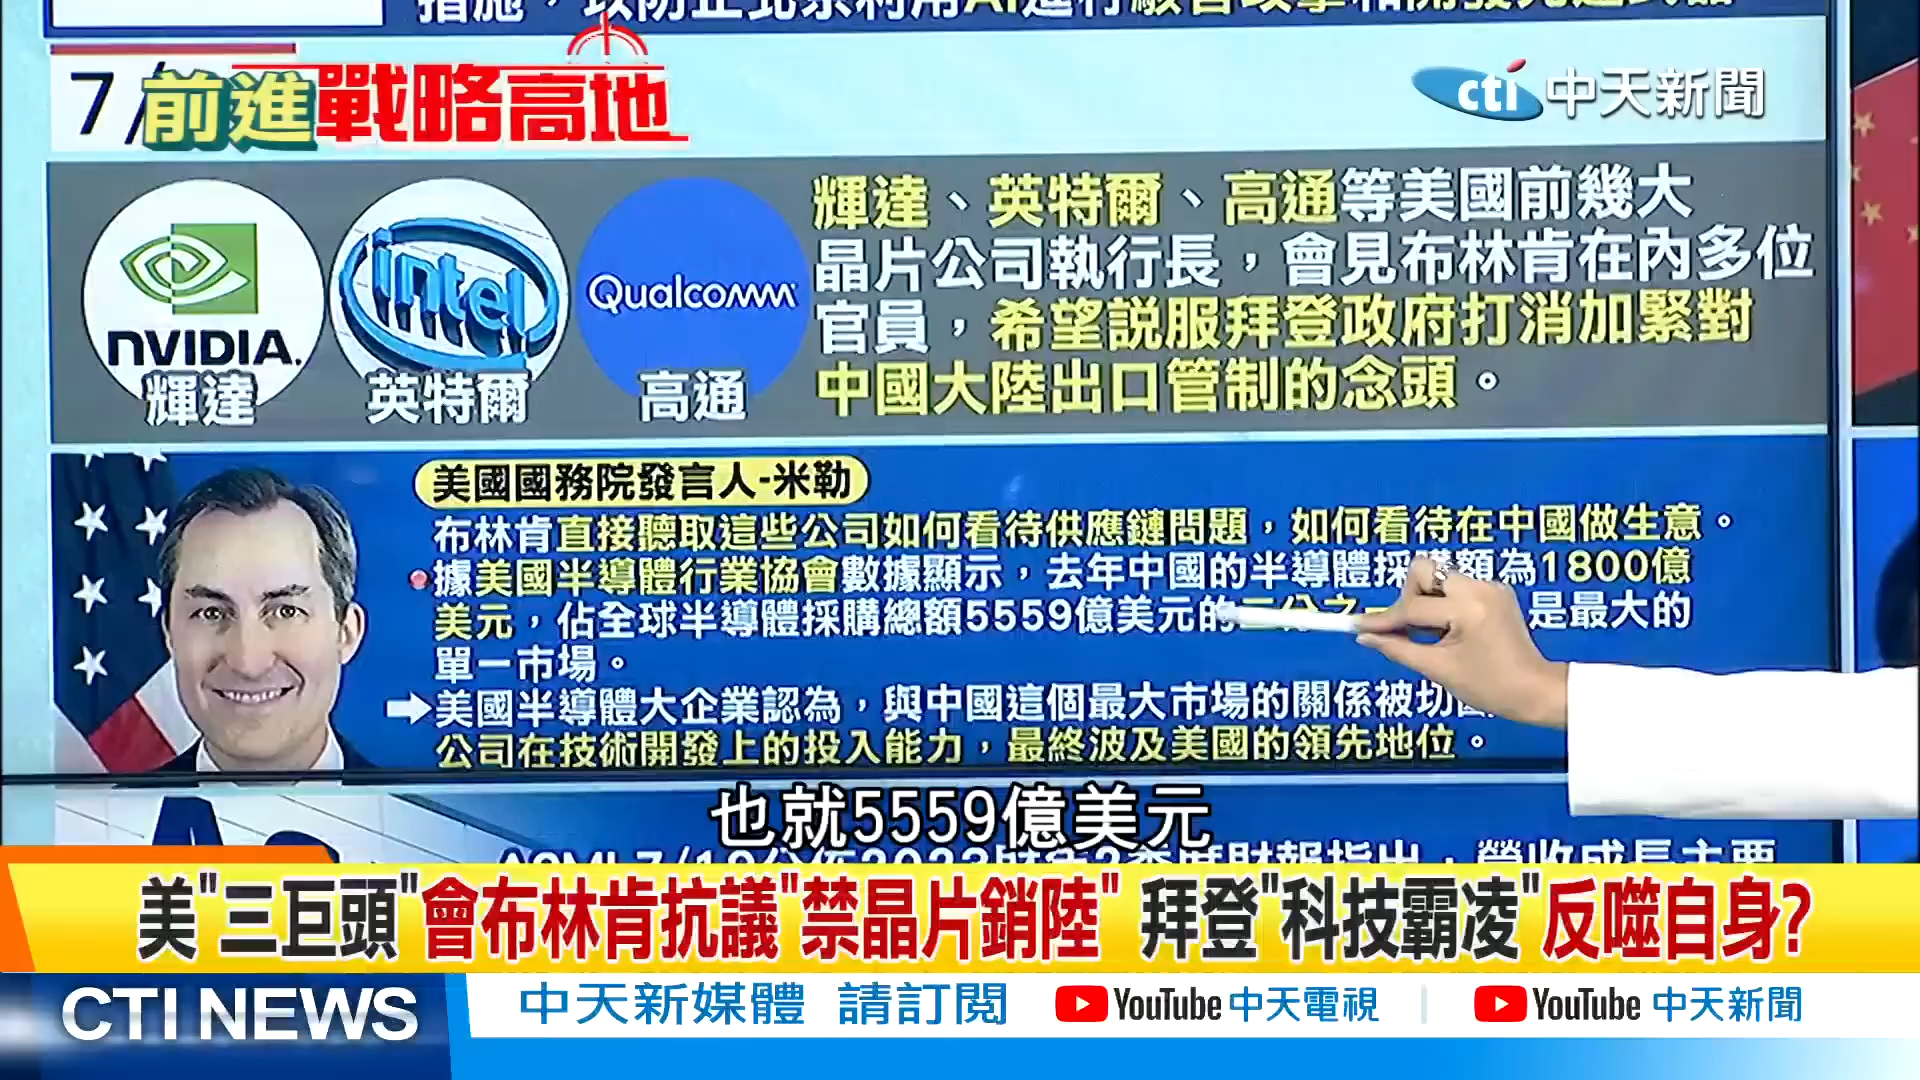 7/
前進戰略高地
cti 中天新聞
nVIDIA.
輝達
intel
英特爾
Qualcomm
高通
輝達、英特爾、高通等美國前幾大
晶片公司執行長，會見布林肯在內多位
官員，希望説服拜登政府打消加緊對
中國大陸出口管制的念頭。
美國國務院發言人-米勒
布林肯直接聽取這些公司如何看待供應鏈問題，如何看待在中國做生意。
據美國半導體行業協會數據顯示，去年中國的半導體採購額為1800億
美元，佔全球半導體採購總額5559億美元的 是最大的
單一市場。
美國半導體大企業認為，與中國這個最大市場的關係被切
公司在技術開發上的投入能力，最終波及美國的領先地位。
也就5559億美元
美"三巨頭"會布林肯抗議"禁晶片銷陸" 拜登"科技霸凌"反噬自身?
CTI NEWS
中天新媒體 請訂閱
YouTube 中天電視
YouTube 中天新聞